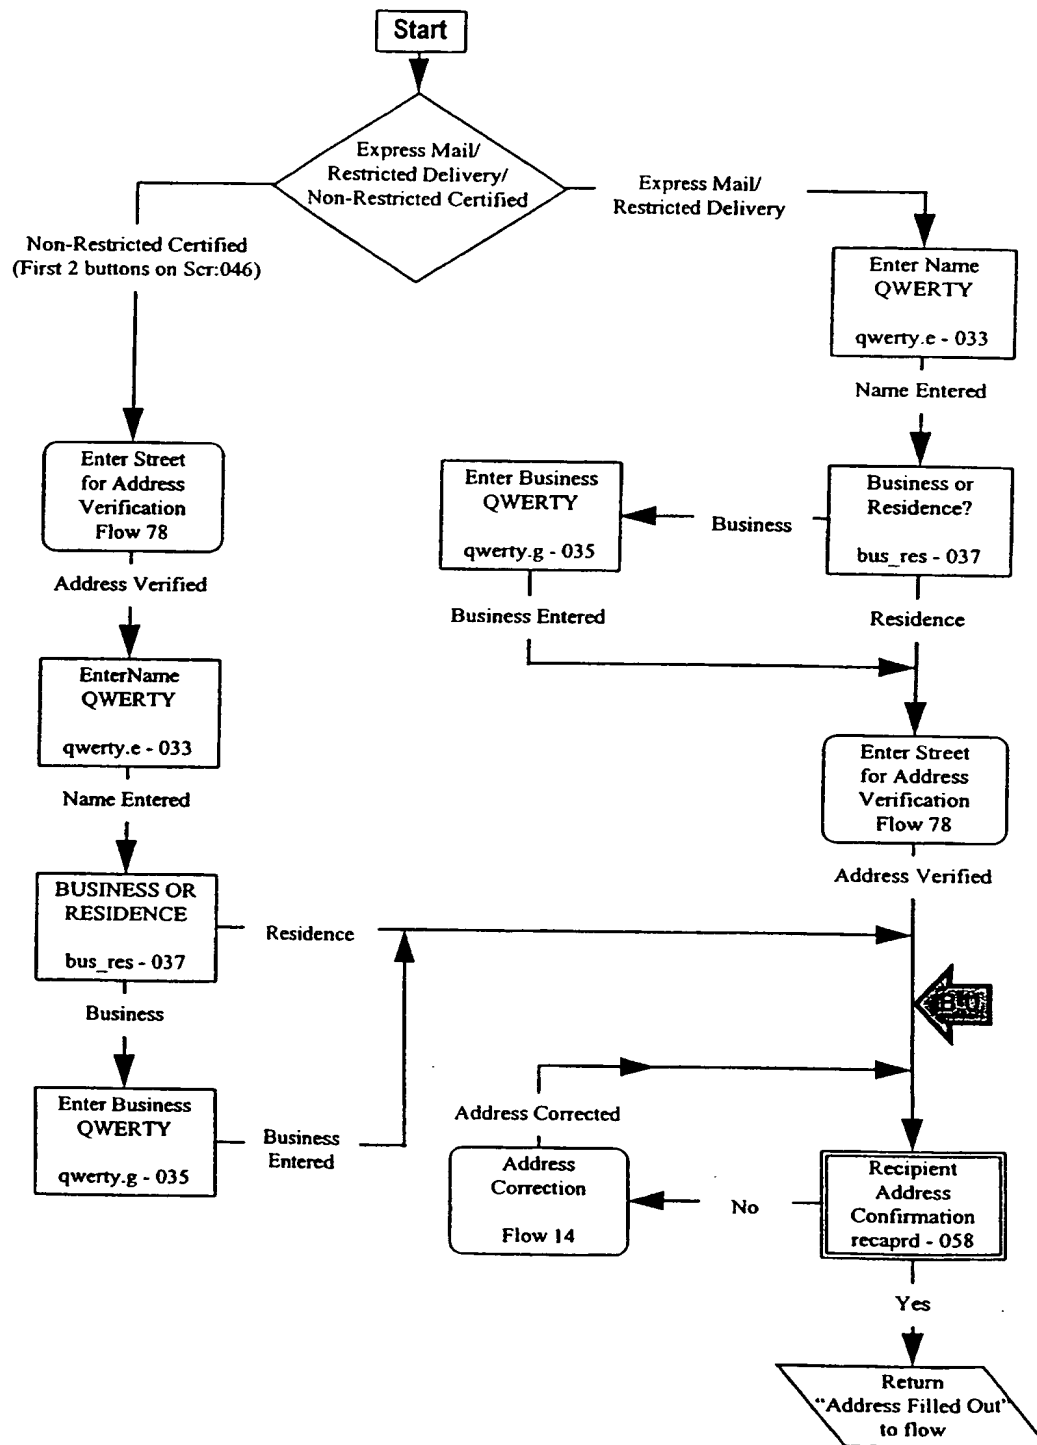 Start
Express Mail/
Restricted Delivery/
Non-Restricted Certified
Express Mail/
Restricted Delivery
Non-Restricted Certified
(First 2 buttons on Scr:046)
Enter Name
QWERTY
qwerty.e - 033
Name Entered
Enter Street
for Address
Verification
Flow 78
Enter Business
QWERTY
qwerty.g - 035
Business
Business or
Residence?
bus_res - 037
Address Verified
Business Entered
Residence
EnterName
QWERTY
qwerty.e - 033
Enter Street
for Address
Verification
Flow 78
Name Entered
Address Verified
BUSINESS OR
RESIDENCE
bus_res - 037
Residence
Business
Enter Business
QWERTY
qwerty.g - 035
Business
Entered
Address Corrected
Address
Correction
Flow 14
No
Recipient
Address
Confirmation
recaprd - 058
Yes
Return
“Address Filled Out”
to flow